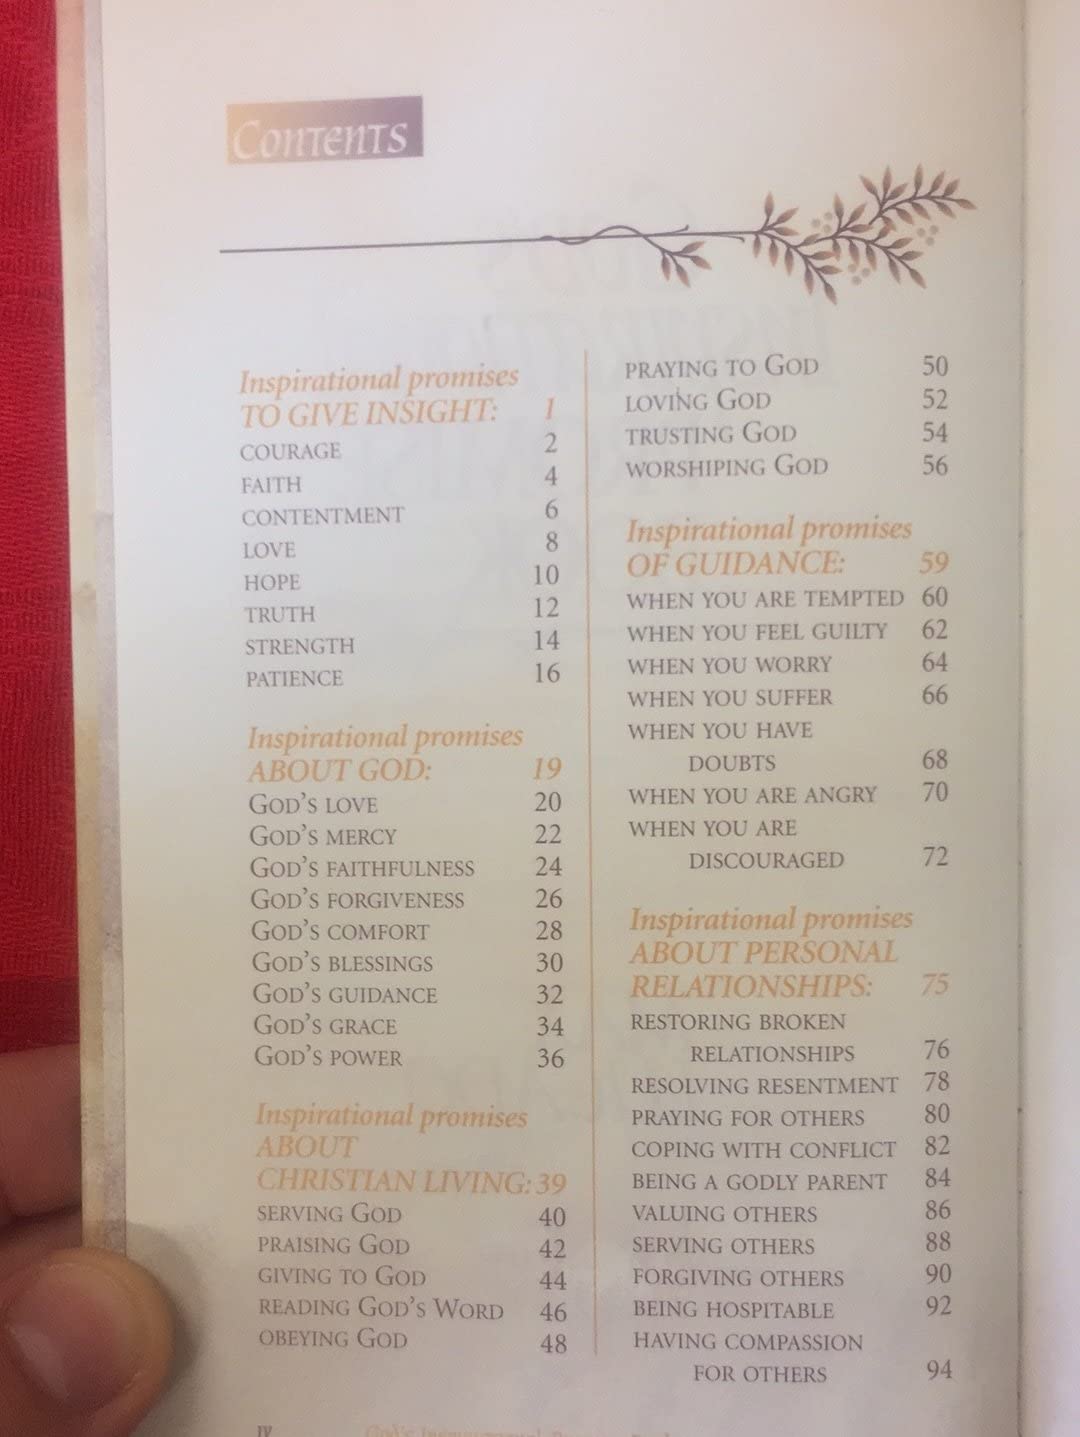 Contents
Inspirational promises
TO GIVE INSIGHT: 1
COURAGE 2
FAITH 4
CONTENTMENT 6
LOVE 8
HOPE 10
TRUTH 12
STRENGTH 14
PATIENCE 16
Inspirational promises
ABOUT GOD: 19
GOD'S LOVE 20
GOD'S MERCY 22
GOD'S FAITHFULNESS 24
GOD'S FORGIVENESS 26
GOD'S COMFORT 28
GOD'S BLESSINGS 30
GOD'S GUIDANCE 32
GOD'S GRACE 34
GOD'S POWER 36
Inspirational promises
ABOUT
CHRISTIAN LIVING: 39
SERVING GOD 40
PRAISING GOD 42
GIVING TO GOD 44
READING GOD'S WORD 46
OBEYING GOD 48
PRAYING TO GOD 50
LOVING GOD 52
TRUSTING GOD 54
WORSHIPING GOD 56
Inspirational promises
OF GUIDANCE: 59
WHEN YOU ARE TEMPTED 60
WHEN YOU FEEL GUILTY 62
WHEN YOU WORRY 64
WHEN YOU SUFFER 66
WHEN YOU HAVE
DOUBTS 68
WHEN YOU ARE ANGRY 70
WHEN YOU ARE
DISCOURAGED 72
Inspirational promises
ABOUT PERSONAL
RELATIONSHIPS: 75
RESTORING BROKEN
RELATIONSHIPS 76
RESOLVING RESENTMENT 78
PRAYING FOR OTHERS 80
COPING WITH CONFLICT 82
BEING A GODLY PARENT 84
VALUING OTHERS 86
SERVING OTHERS 88
FORGIVING OTHERS 90
BEING HOSPITABLE 92
HAVING COMPASSION
FOR OTHERS 94
IV God's